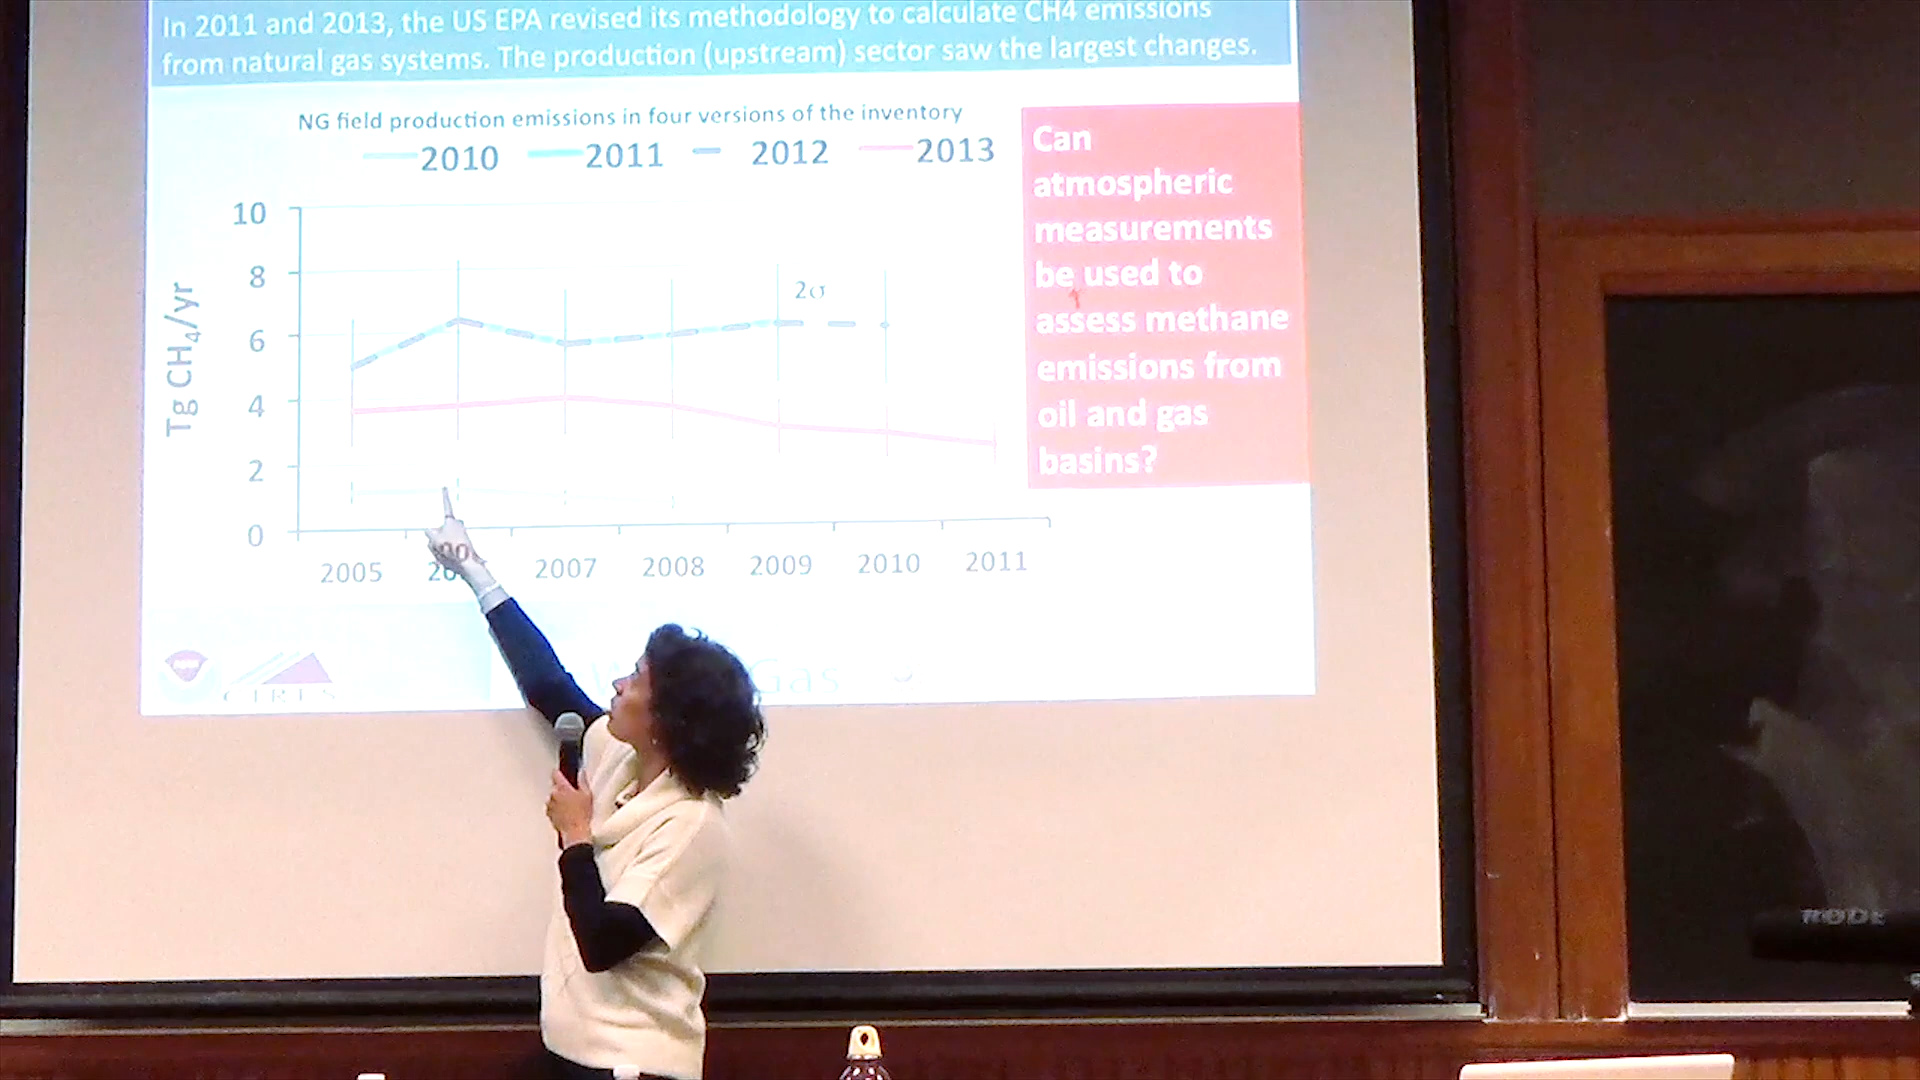 In 2011 and 2013, the US EPA revised its methodology to calculate CH4 emissions
from natural gas systems. The production (upstream) sector saw the largest changes.
NG field production emissions in four versions of the inventory
2010 2011 2012 2013
Can
atmospheric
measurements
be used to
assess methane
emissions from
oil and gas
basins?
Tg CH₄/yr
10
8
6
4
2
0
2σ
2005 2007 2008 2009 2010 2011
CIRES
Gas